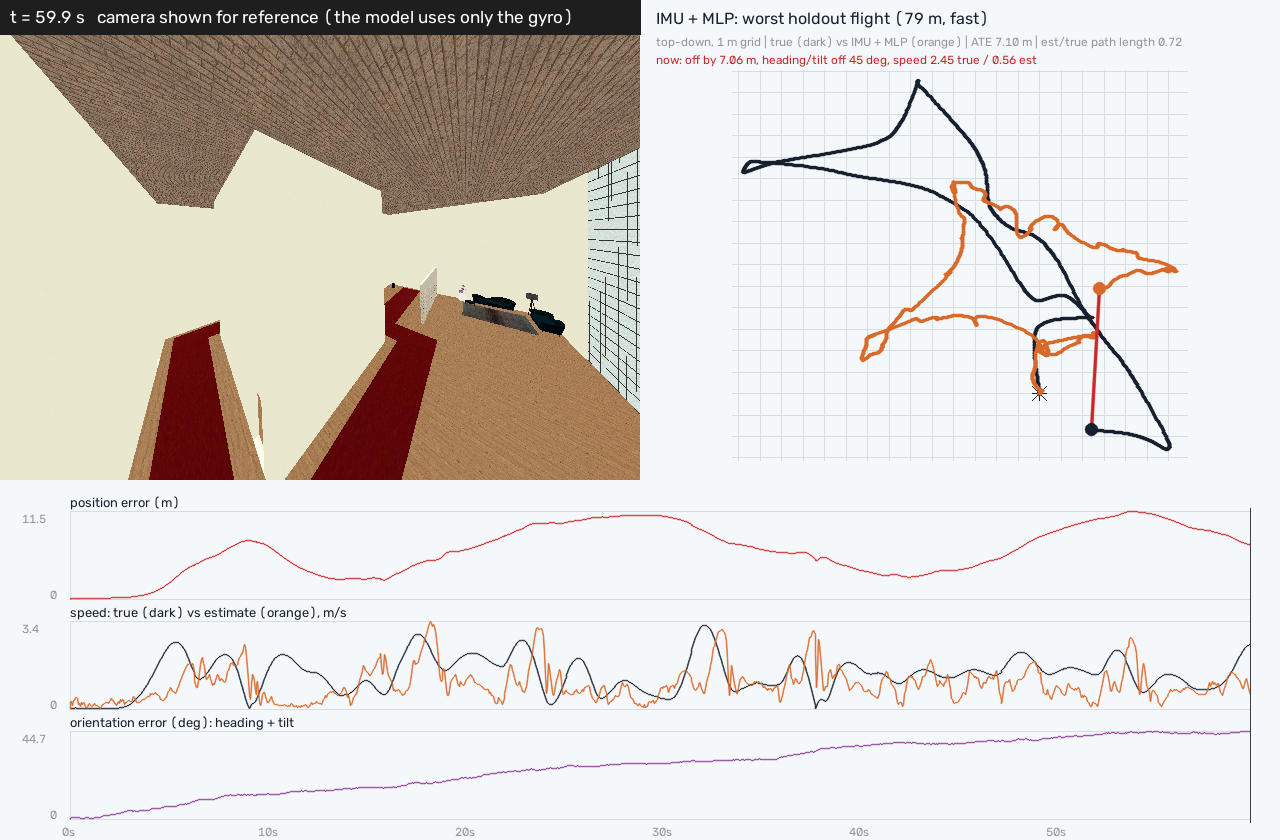 t = 59.9 s camera shown for reference (the model uses only the gyro)
IMU + MLP: worst holdout flight (79 m, fast)
top-down, 1 m grid | true (dark) vs IMU + MLP (orange) | ATE 7.10 m | est/true path length 0.72
now: off by 7.06 m, heading/tilt off 45 deg, speed 2.45 true / 0.56 est
position error (m)
11.5
0
speed: true (dark) vs estimate (orange), m/s
3.4
0
orientation error (deg): heading + tilt
44.7
0
0s 10s 20s 30s 40s 50s